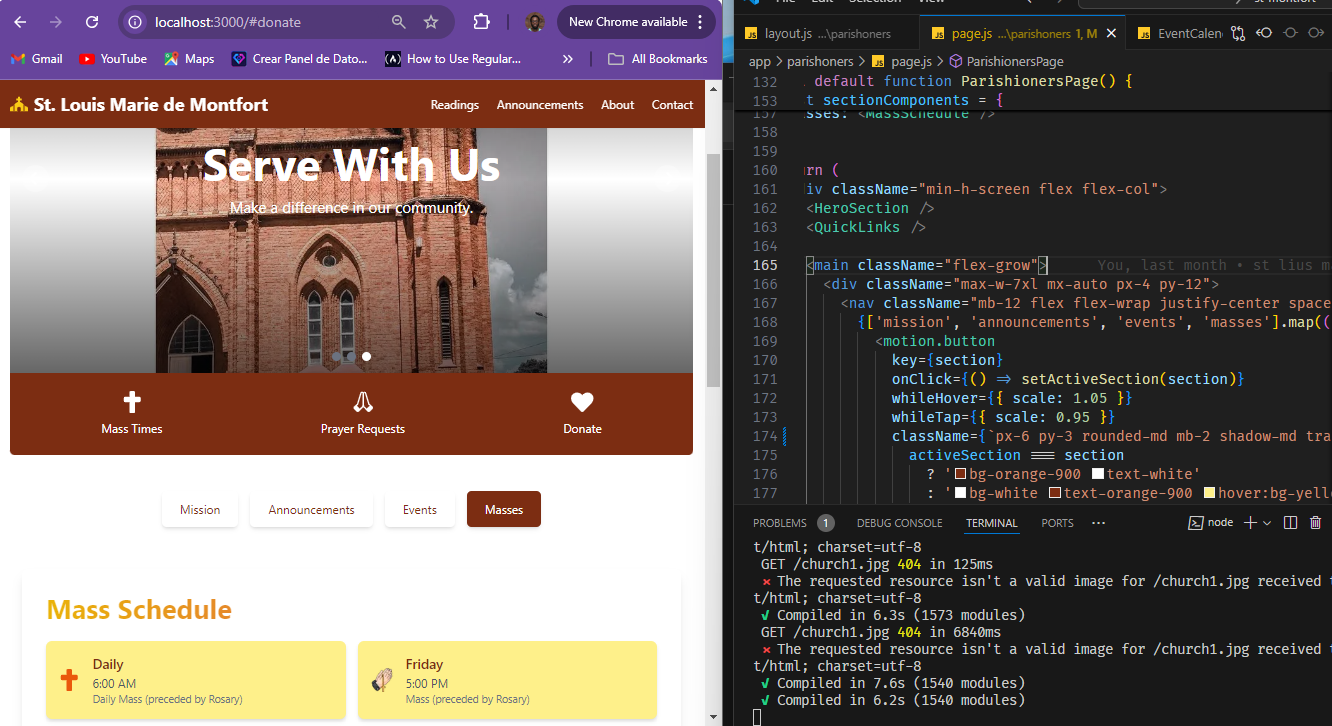 New Chrome available
localhost:3000/#donate
Gmail
YouTube
Maps
Crear Panel de Dato...
How to Use Regular...
»
All Bookmarks
St. Louis Marie de Montfort
Readings
Announcements
About
Contact
Serve With Us
Make a difference in our community.
Mass Times
Prayer Requests
Donate
Mission
Announcements
Events
Masses
Mass Schedule
Daily
6:00 AM
Daily Mass (preceded by Rosary)
Friday
5:00 PM
Mass (preceded by Rosary)
layout.js ...\parishoners
page.js ...\parishoners 1, M
EventCalen
app > parishoners > page.js > ParishionersPage
132 default function ParishionersPage() {
153 t sectionComponents = {
157 sses: <MassSchedule />
158
159
160 rn (
161 iv className="min-h-screen flex flex-col">
162 <HeroSection />
163 <QuickLinks />
164
165 <main className="flex-grow"> You, last month • st lius m
166 <div className="max-w-7xl mx-auto px-4 py-12">
167 <nav className="mb-12 flex flex-wrap justify-center space
168 {['mission', 'announcements', 'events', 'masses'].map((
169 <motion.button
170 key={section}
171 onClick={() => setActiveSection(section)}
172 whileHover={{ scale: 1.05 }}
173 whileTap={{ scale: 0.95 }}
174 className={`px-6 py-3 rounded-md mb-2 shadow-md tra
175 activeSection === section
176 ? 'bg-orange-900 text-white'
177 : 'bg-white text-orange-900 hover:bg-yell
PROBLEMS 1
DEBUG CONSOLE
TERMINAL
PORTS
node
t/html; charset=utf-8
GET /church1.jpg 404 in 125ms
⨯ The requested resource isn't a valid image for /church1.jpg received t
t/html; charset=utf-8
✓ Compiled in 6.3s (1573 modules)
GET /church1.jpg 404 in 6840ms
⨯ The requested resource isn't a valid image for /church1.jpg received t
t/html; charset=utf-8
✓ Compiled in 7.6s (1540 modules)
✓ Compiled in 6.2s (1540 modules)